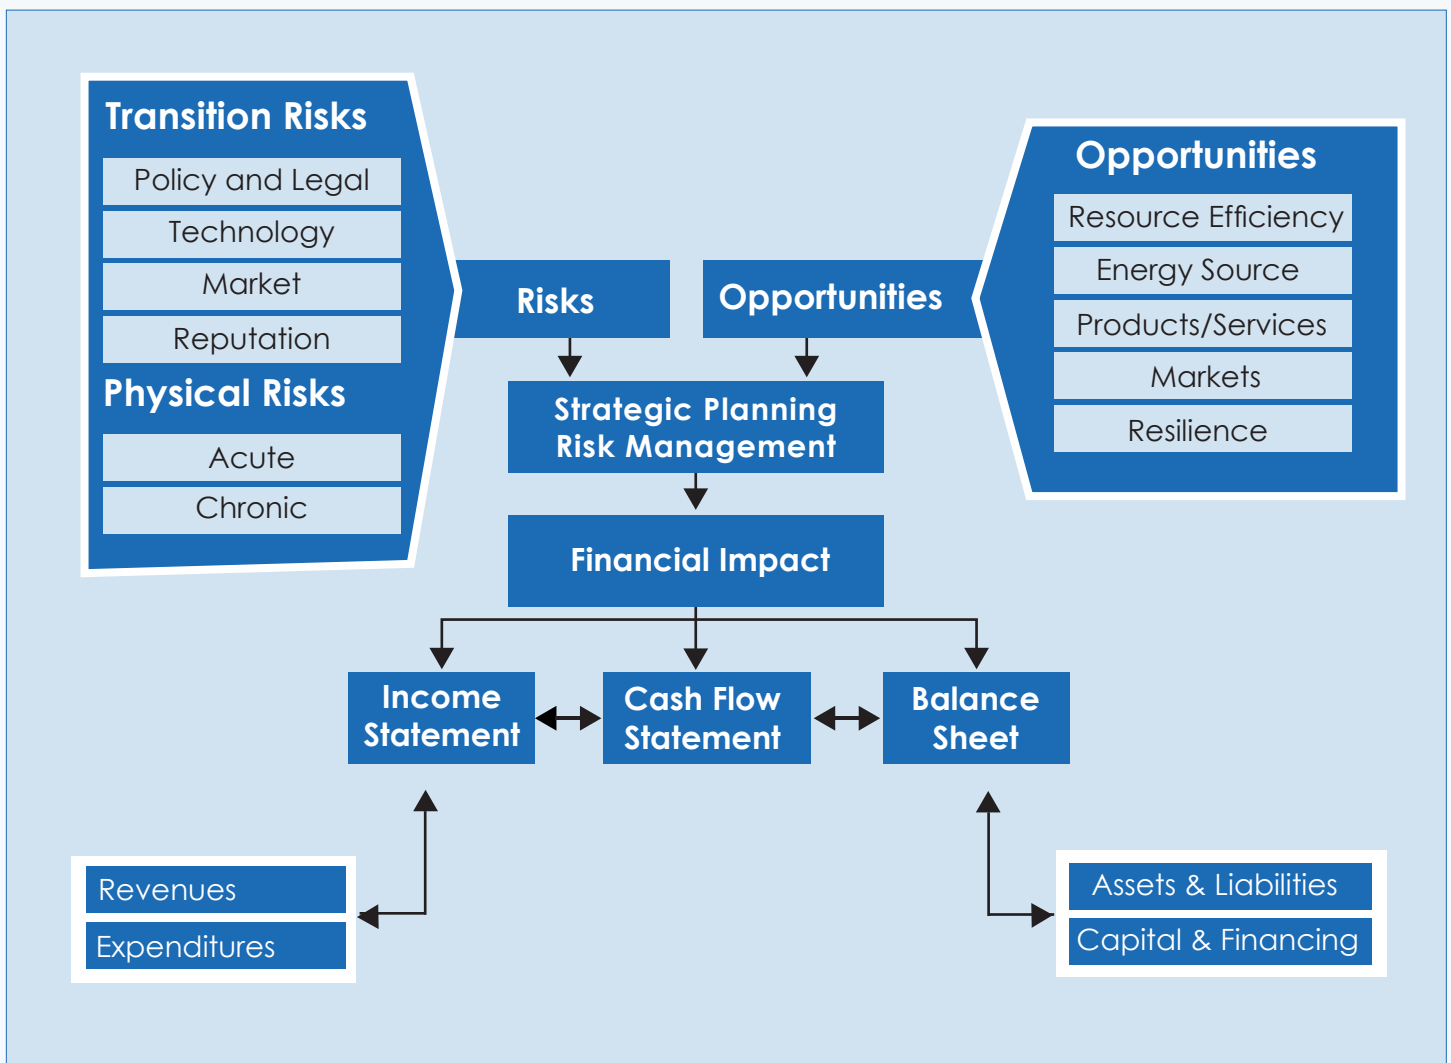 Transition Risks
Policy and Legal
Technology
Market
Reputation
Physical Risks
Acute
Chronic
Risks
Opportunities
Opportunities
Resource Efficiency
Energy Source
Products/Services
Markets
Resilience
Strategic Planning
Risk Management
Financial Impact
Income
Statement
Cash Flow
Statement
Balance
Sheet
Revenues
Expenditures
Assets & Liabilities
Capital & Financing